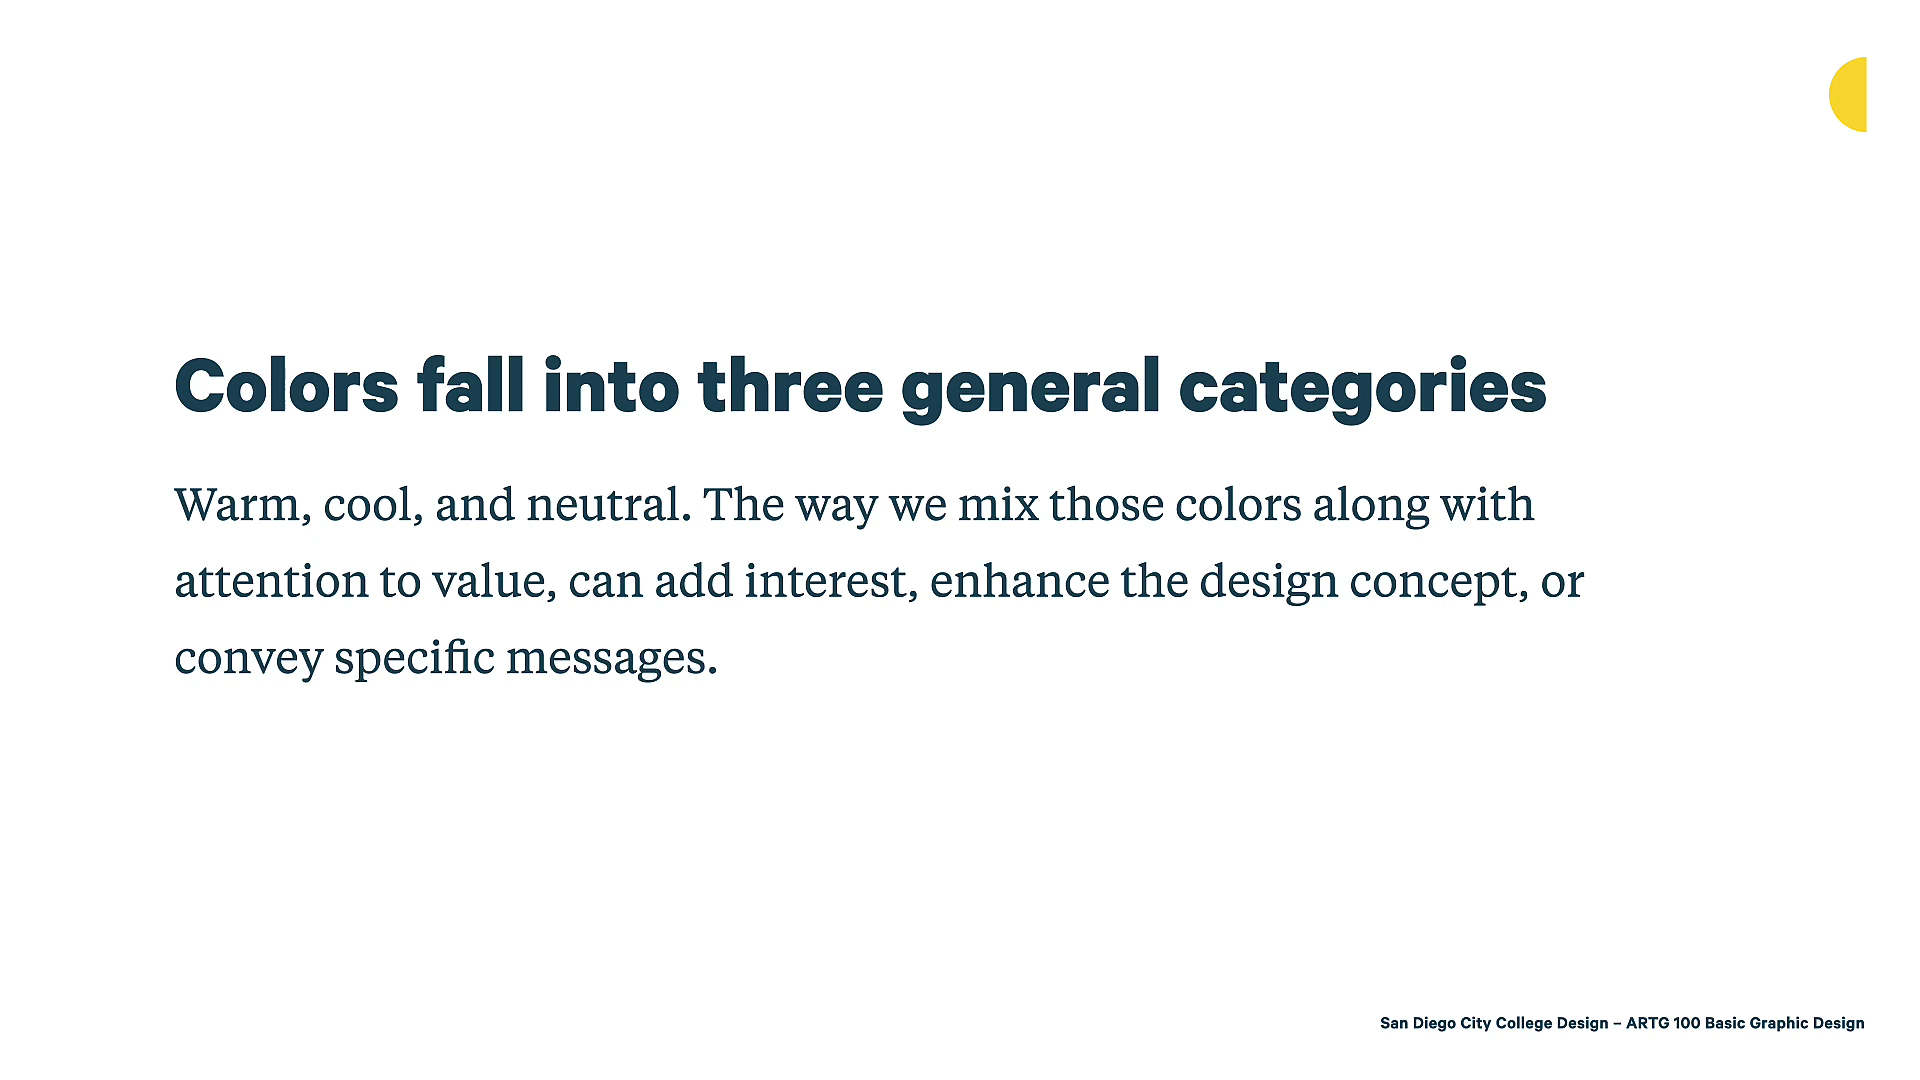 Colors fall into three general categories
Warm, cool, and neutral. The way we mix those colors along with
attention to value, can add interest, enhance the design concept, or
convey specific messages.
San Diego City College Design – ARTG 100 Basic Graphic Design